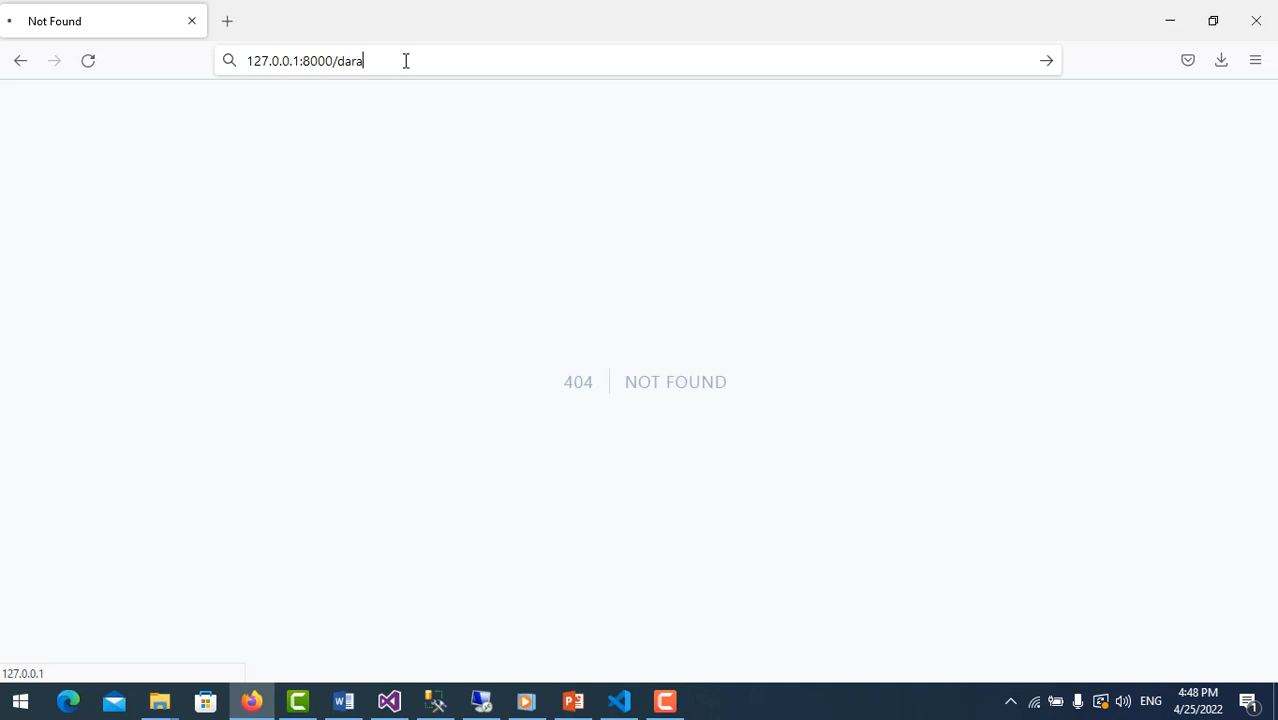 Not Found
127.0.0.1:8000/dara
404 NOT FOUND
127.0.0.1
ENG
4:48 PM
4/25/2022
1